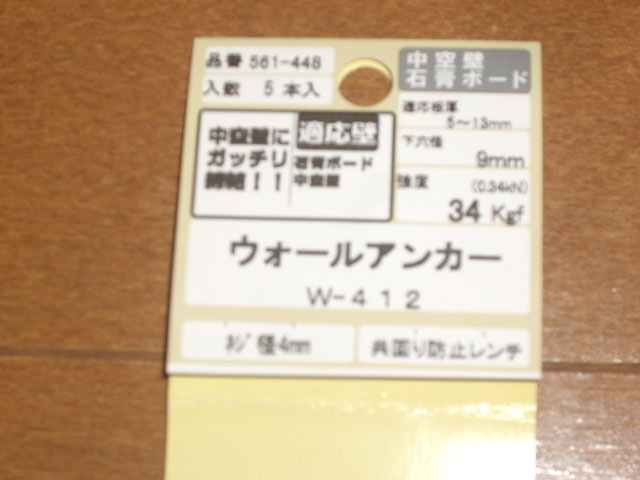 品番 561-448
入数 5本入
中空壁
石膏ボード
適応板厚
5～13mm
下穴径
9mm
強度 (0.34kN)
34 Kgf
中空壁に
ガッチリ
締結！！
適応壁
石膏ボード
中空壁
ウォールアンカー
W-412
ネジ径4mm
共回り防止レンチ